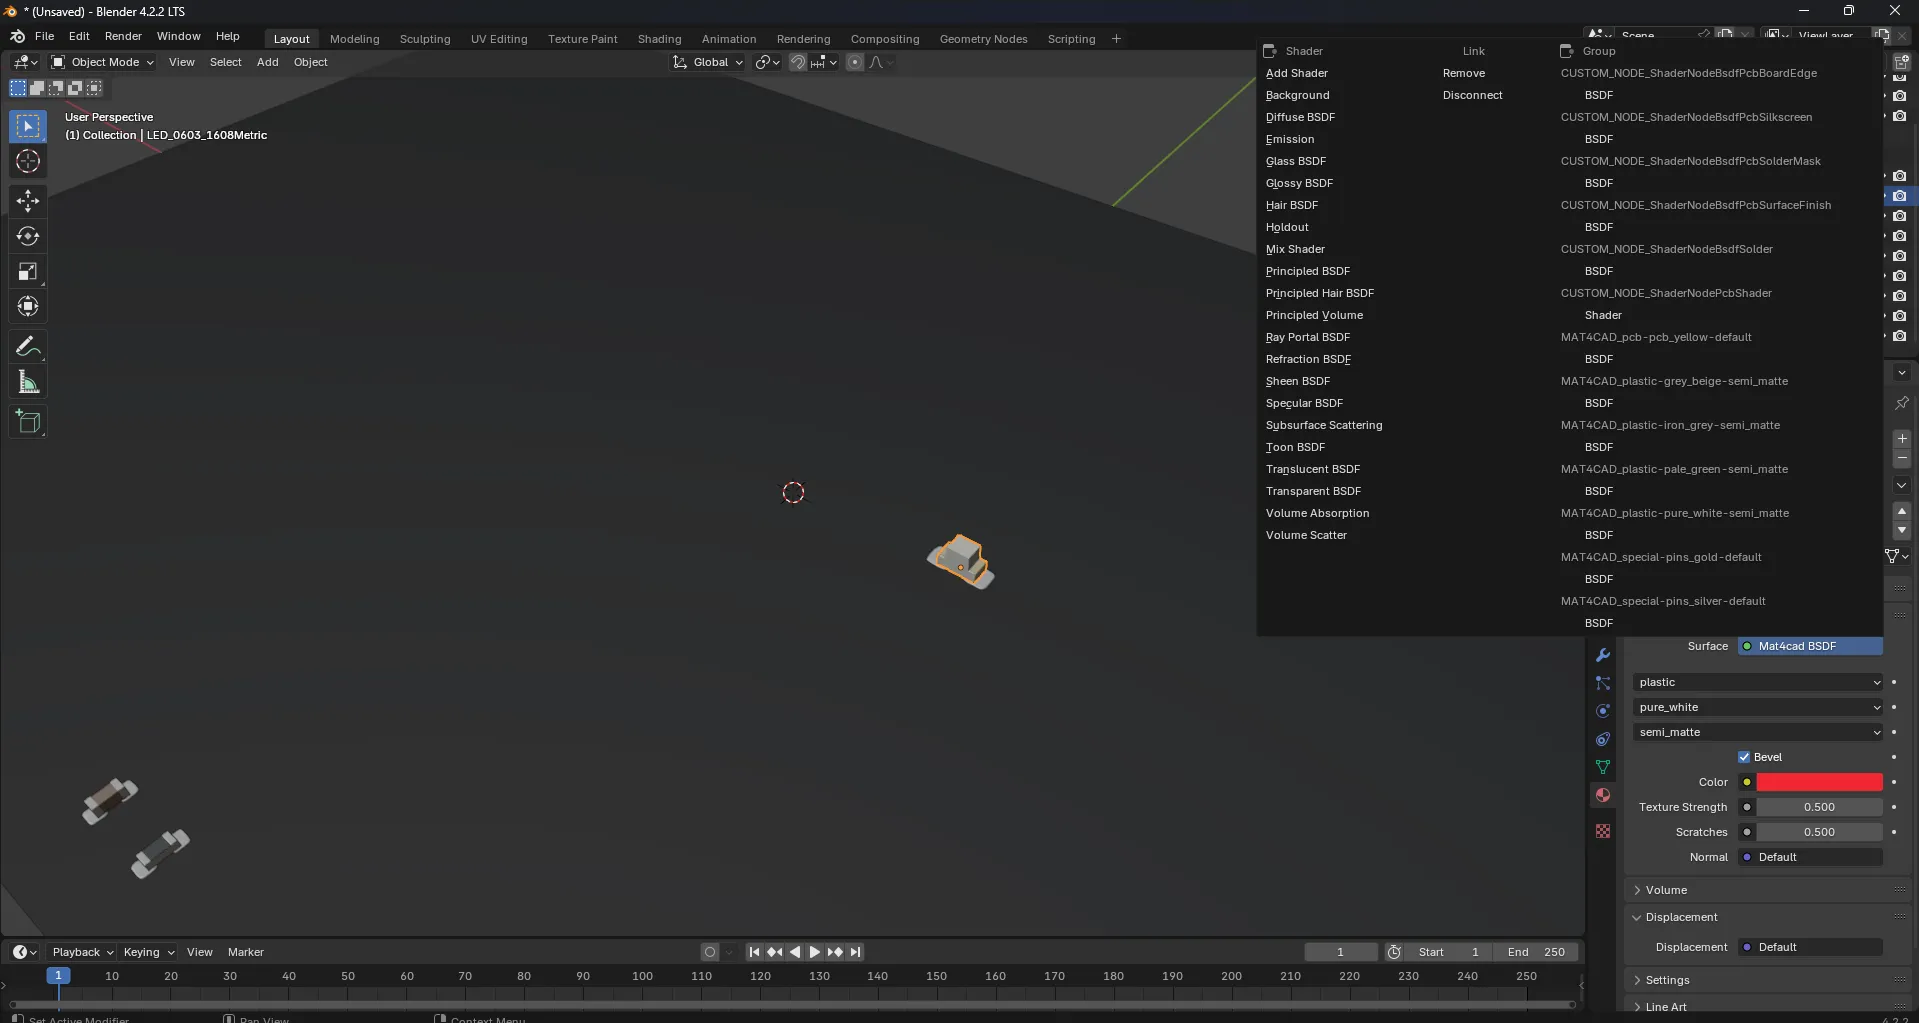 * (Unsaved) - Blender 4.2.2 LTS
File Edit Render Window Help Layout Modeling Sculpting UV Editing Texture Paint Shading Animation Rendering Compositing Geometry Nodes Scripting + Scene ViewLayer
Object Mode View Select Add Object Global
User Perspective
(1) Collection | LED_0603_1608Metric
Shader Link Group
Add Shader Remove CUSTOM_NODE_ShaderNodeBsdfPcbBoardEdge
Background Disconnect BSDF
Diffuse BSDF CUSTOM_NODE_ShaderNodeBsdfPcbSilkscreen
Emission BSDF
Glass BSDF CUSTOM_NODE_ShaderNodeBsdfPcbSolderMask
Glossy BSDF BSDF
Hair BSDF CUSTOM_NODE_ShaderNodeBsdfPcbSurfaceFinish
Holdout BSDF
Mix Shader CUSTOM_NODE_ShaderNodeBsdfSolder
Principled BSDF BSDF
Principled Hair BSDF CUSTOM_NODE_ShaderNodePcbShader
Principled Volume Shader
Ray Portal BSDF MAT4CAD_pcb-pcb_yellow-default
Refraction BSDF BSDF
Sheen BSDF MAT4CAD_plastic-grey_beige-semi_matte
Specular BSDF BSDF
Subsurface Scattering MAT4CAD_plastic-iron_grey-semi_matte
Toon BSDF BSDF
Translucent BSDF MAT4CAD_plastic-pale_green-semi_matte
Transparent BSDF BSDF
Volume Absorption MAT4CAD_plastic-pure_white-semi_matte
Volume Scatter BSDF
MAT4CAD_special-pins_gold-default
BSDF
MAT4CAD_special-pins_silver-default
BSDF
Surface Mat4cad BSDF
plastic
pure_white
semi_matte
Bevel
Color
Texture Strength 0.500
Scratches 0.500
Normal Default
Volume
Displacement
Displacement Default
Settings
Line Art
Playback Keying View Marker 1 Start 1 End 250
1 10 20 30 40 50 60 70 80 90 100 110 120 130 140 150 160 170 180 190 200 210 220 230 240 250
Set Active Modifier Pan View Context Menu 4.2.2